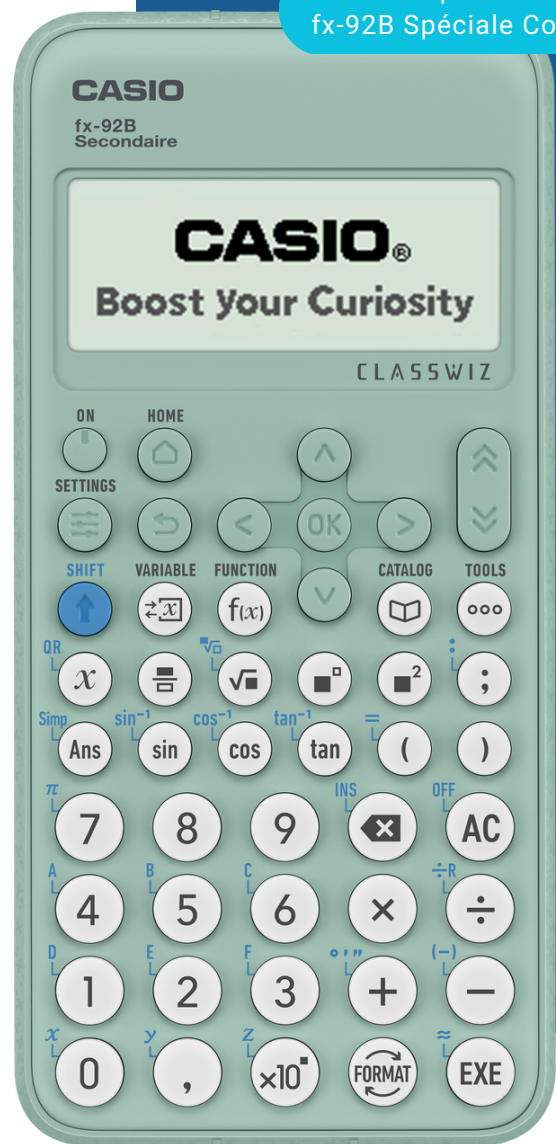 fx-92B Spéciale Co
CASIO
fx-92B
Secondaire
CASIO®
Boost your Curiosity
CLASSWIZ
ON HOME
SETTINGS
OK
SHIFT VARIABLE FUNCTION CATALOG TOOLS
x f(x)
QR ■√□ :
x √■ ■□ ■² ;
Simp sin⁻¹ cos⁻¹ tan⁻¹ =
Ans sin cos tan ( )
π INS OFF
7 8 9 AC
A B C ÷R
4 5 6 × ÷
D E F ° ’ ” (−)
1 2 3 + −
x y z ≈
0 , ×10■ FORMAT EXE